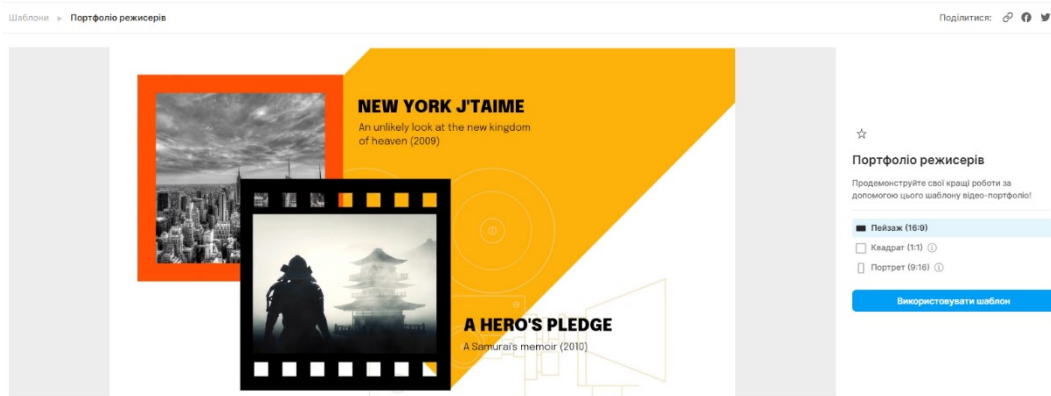 Шаблони ▸ Портфоліо режисерів
Поділитися:
NEW YORK J'TAIME
An unlikely look at the new kingdom
of heaven (2009)
A HERO'S PLEDGE
A Samurai's memoir (2010)
Портфоліо режисерів
Продемонструйте свої кращі роботи за
допомогою цього шаблону відео-портфоліо!
Пейзаж (16:9)
Квадрат (1:1)
Портрет (9:16)
Використовувати шаблон